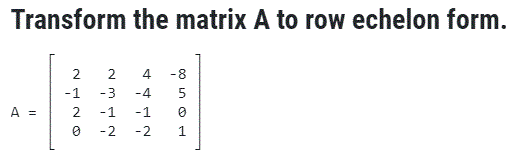 Transform the matrix A to row echelon form.
2 2 4 -8
-1 -3 -4 5
A = 2 -1 -1 0
0 -2 -2 1